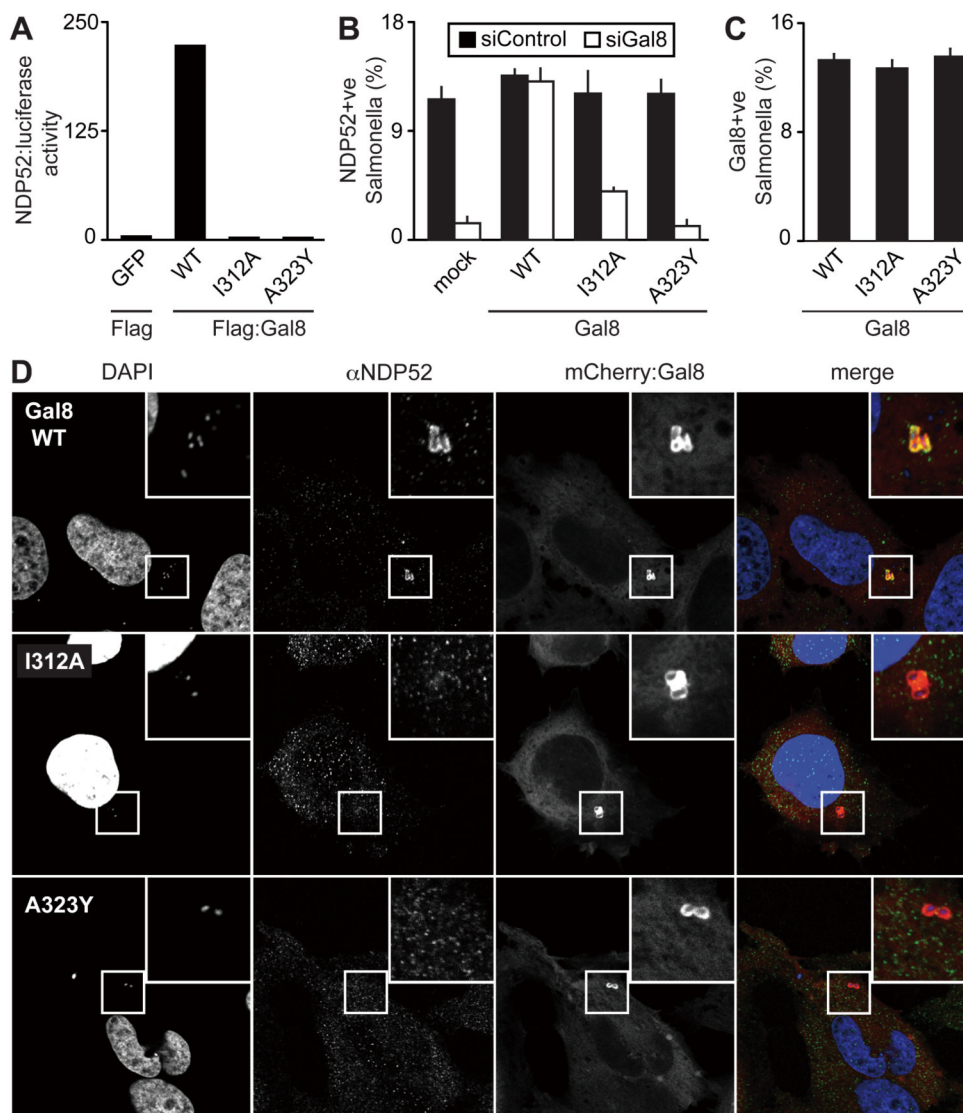 A
250
125
0
NDP52:luciferase
activity
GFP
WT
I312A
A323Y
Flag
Flag:Gal8
B
18
9
0
NDP52+ve
Salmonella (%)
siControl
siGal8
mock
WT
I312A
A323Y
Gal8
C
16
8
0
Gal8+ve
Salmonella (%)
WT
I312A
A323Y
Gal8
D
DAPI
αNDP52
mCherry:Gal8
merge
Gal8
WT
I312A
A323Y